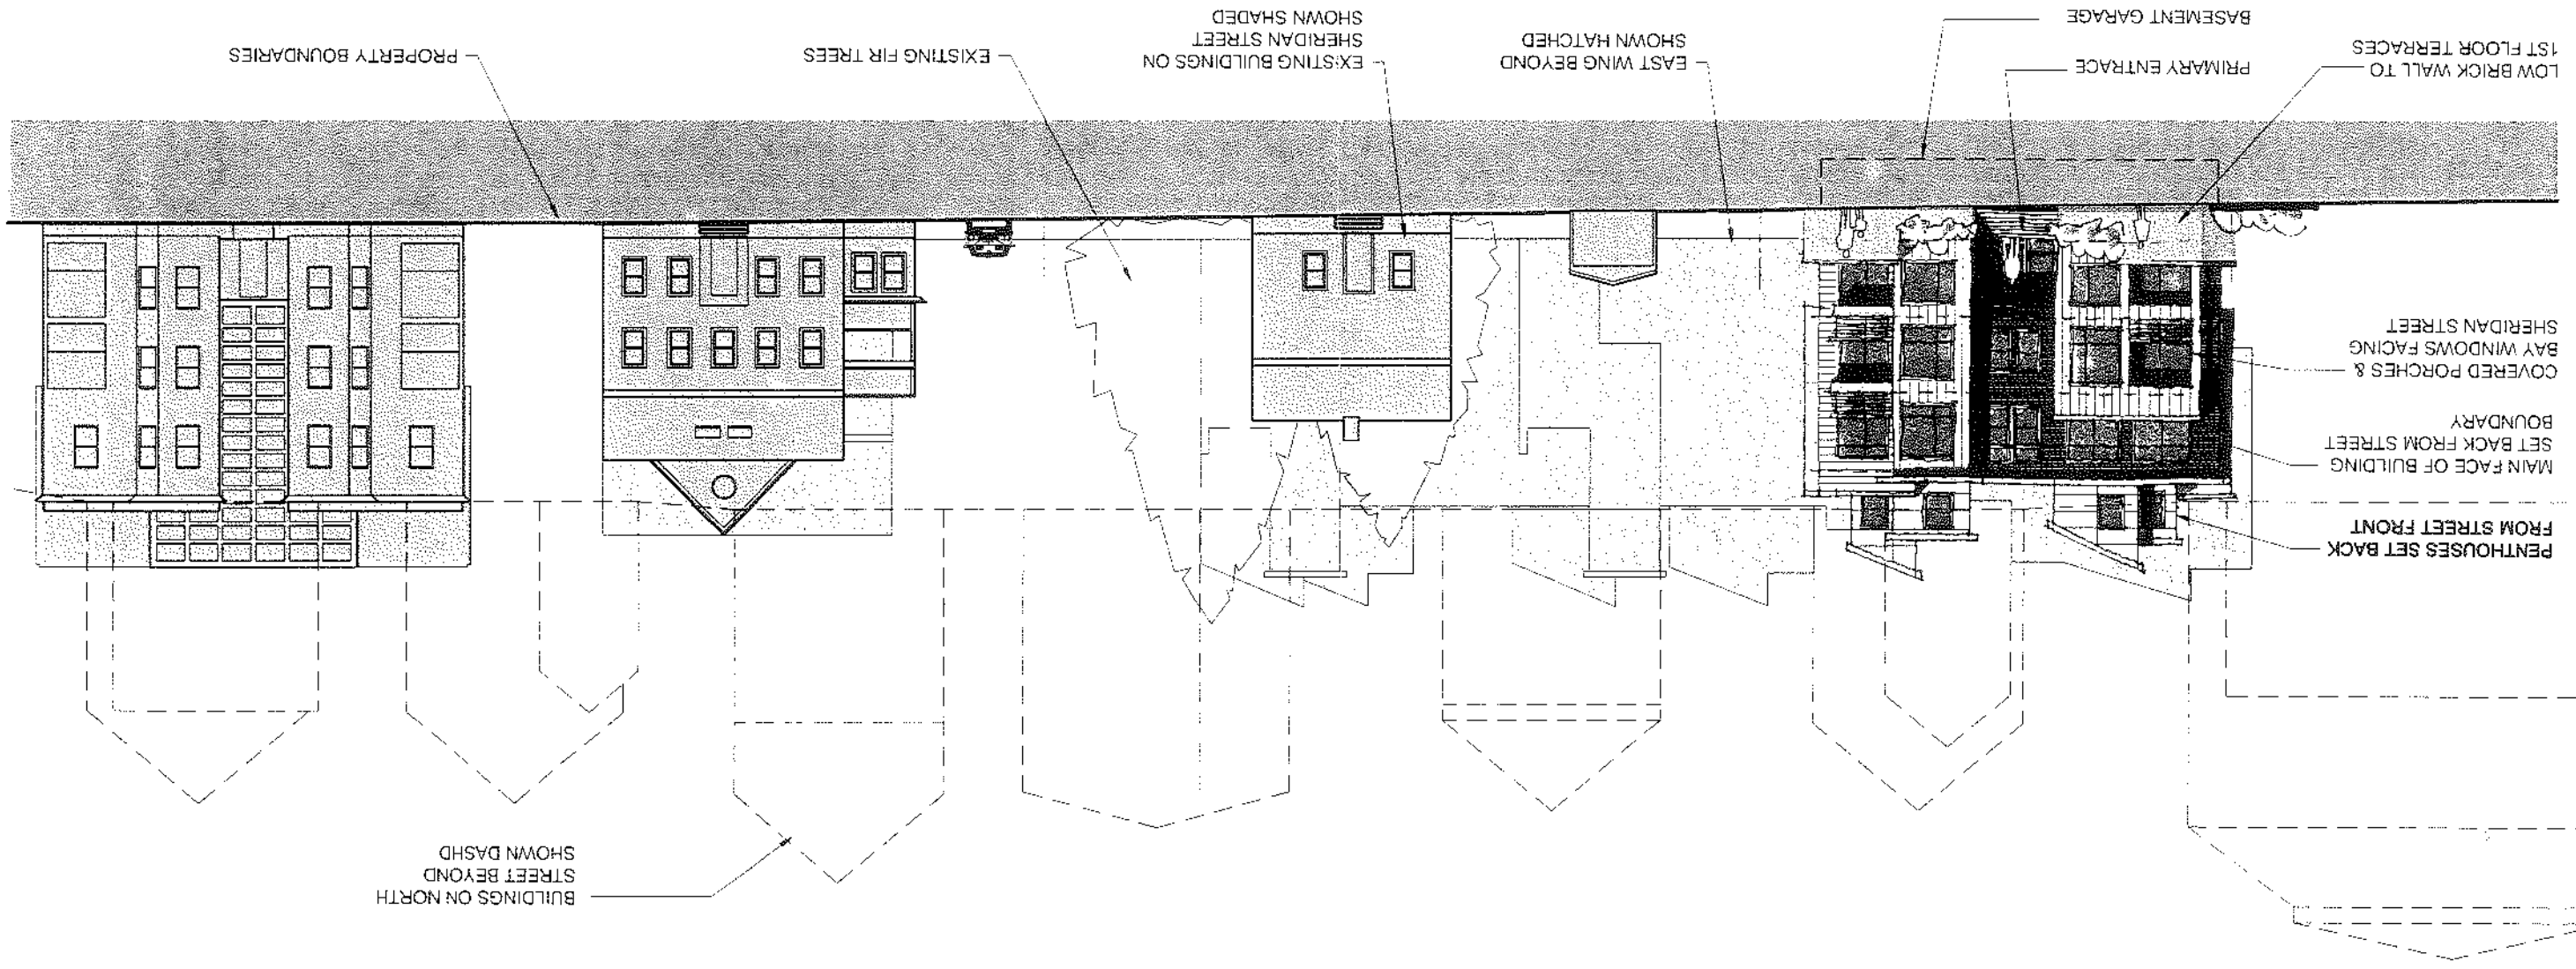 BUILDINGS ON NORTH
STREET BEYOND
SHOWN DASHD
PENTHOUSES SET BACK
FROM STREET FRONT
MAIN FACE OF BUILDING
SET BACK FROM STREET
BOUNDARY
COVERED PORCHES &
BAY WINDOWS FACING
SHERIDAN STREET
LOW BRICK WALL TO
1ST FLOOR TERRACES
PRIMARY ENTRACE
BASEMENT GARAGE
EAST WING BEYOND
SHOWN HATCHED
EXISTING BUILDINGS ON
SHERIDAN STREET
SHOWN SHADED
EXISTING FIR TREES
PROPERTY BOUNDARIES